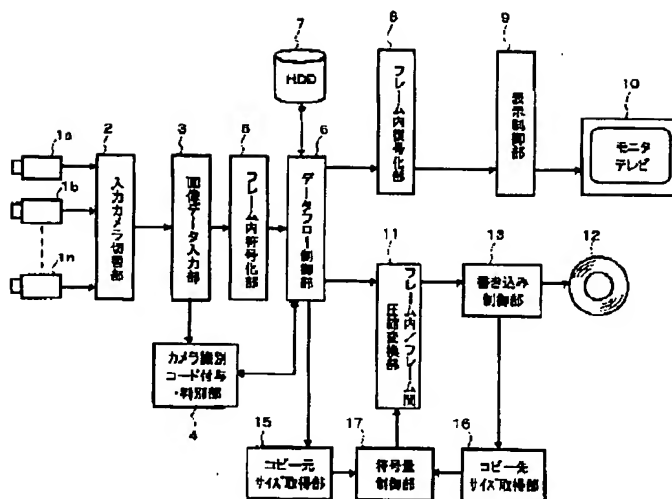 1a
1b
1n
2
入力カメラ切替部
3
画像データ入力部
5
フレーム内符号化部
カメラ識別
コード付与
・判別部
4
7
HDD
6
データフロー制御部
8
フレーム内復号化部
9
表示制御部
10
モニタ
テレビ
11
フレーム内/フレーム間
圧縮変換部
13
書き込み
制御部
12
15
コピー元
サイズ取得部
17
符号量
制御部
16
コピー先
サイズ取得部